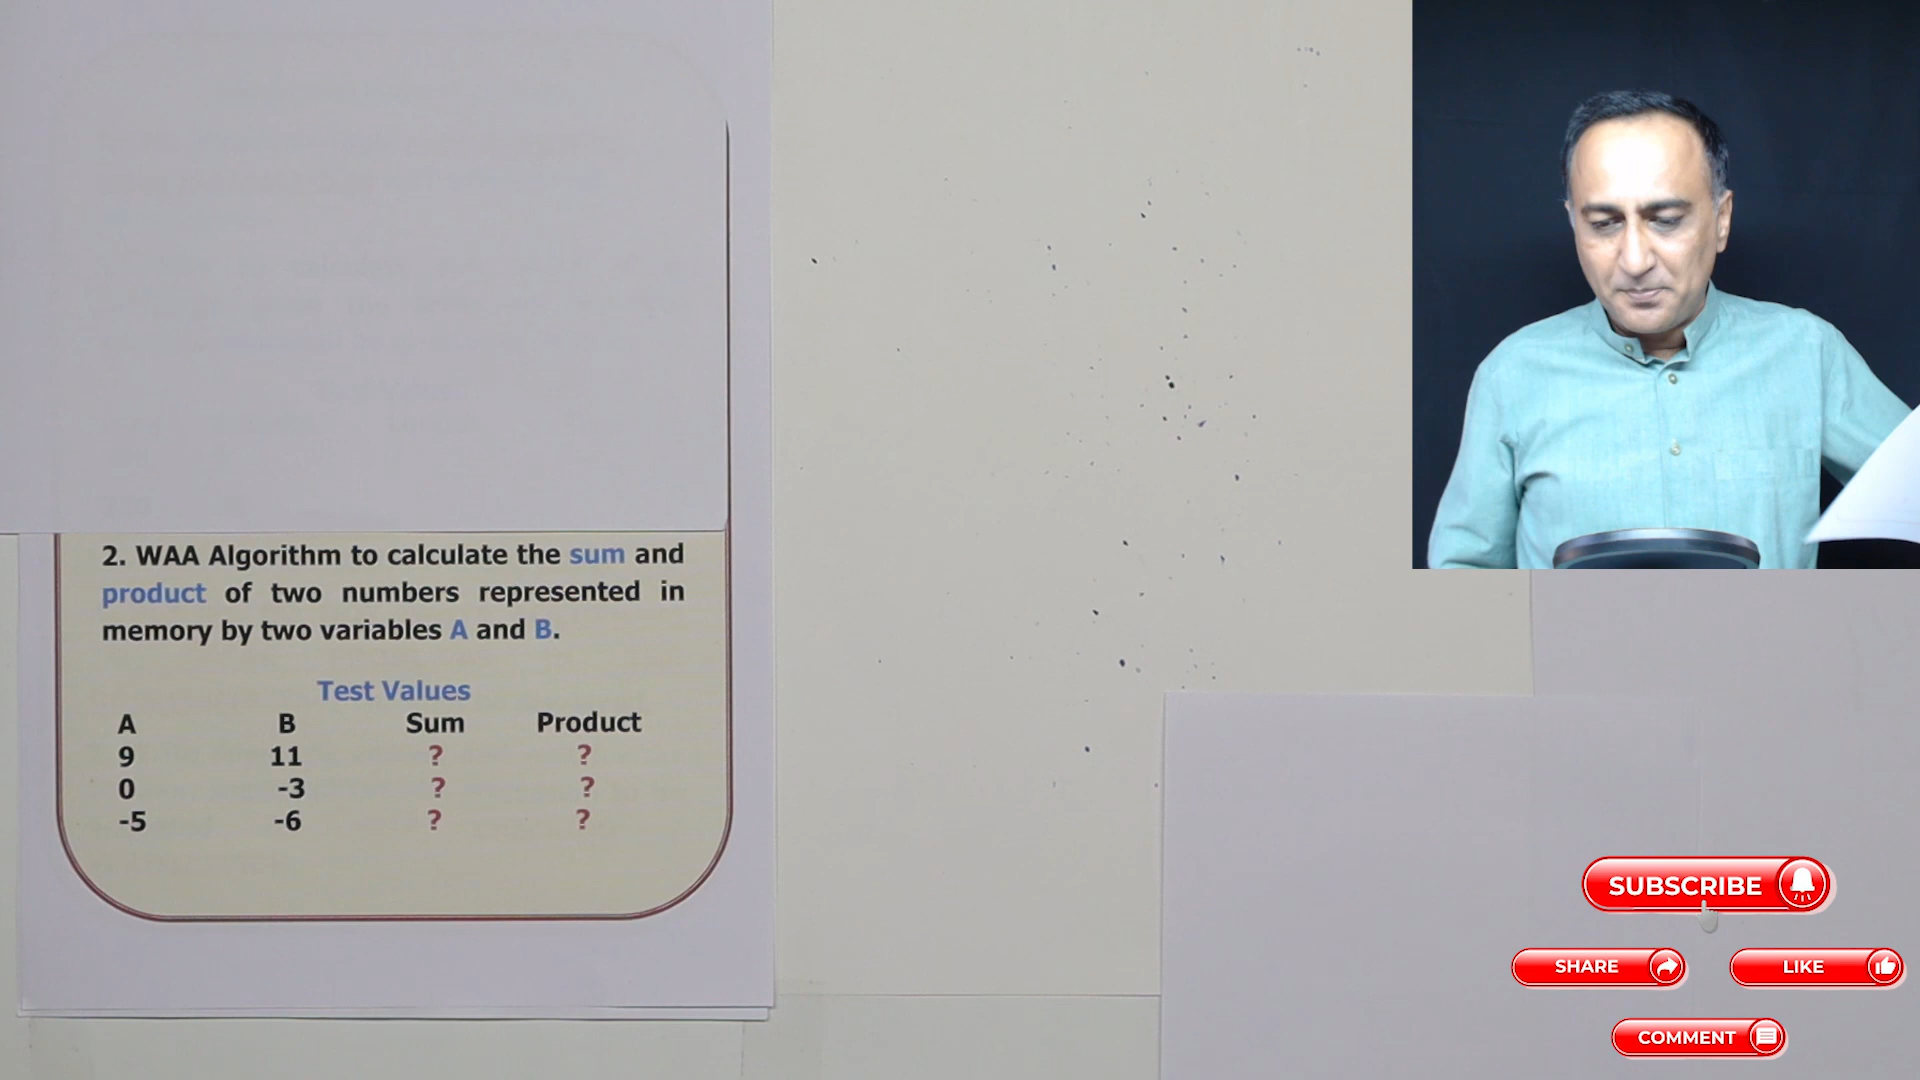 2. WAA Algorithm to calculate the sum and
product of two numbers represented in
memory by two variables A and B.
Test Values
A B Sum Product
9 11 ? ?
0 -3 ? ?
-5 -6 ? ?
SUBSCRIBE
SHARE
LIKE
COMMENT